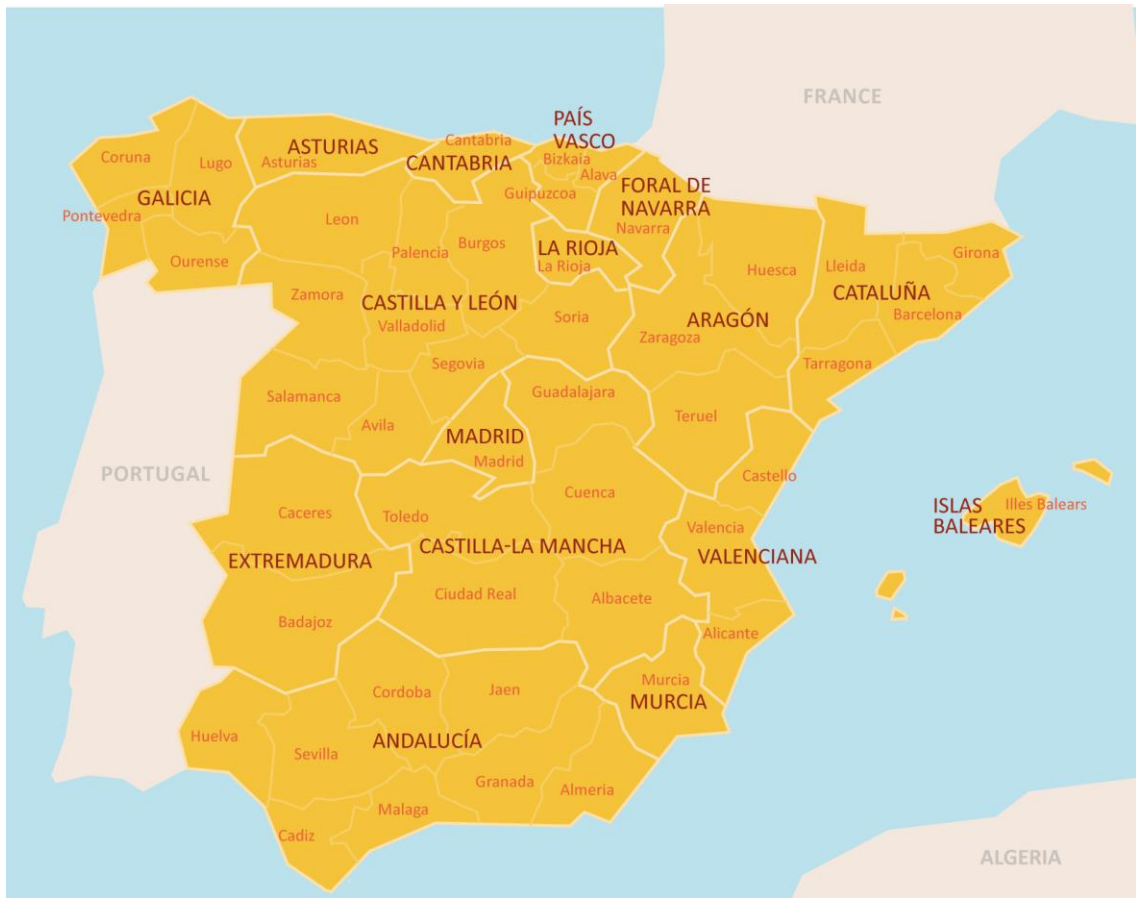 FRANCE
PAÍS
VASCO
Cantabria
ASTURIAS
Coruna
Lugo
Asturias
CANTABRIA
Bizkaia
Alava
GALICIA
Guipuzcoa
FORAL DE
NAVARRA
Pontevedra
Leon
Navarra
Palencia
Burgos
LA RIOJA
La Rioja
Girona
Ourense
Huesca
Lleida
Zamora
CATALUÑA
CASTILLA Y LEÓN
Valladolid
Soria
ARAGÓN
Barcelona
Zaragoza
Segovia
Tarragona
Guadalajara
Salamanca
Avila
Teruel
MADRID
Madrid
PORTUGAL
Castello
Cuenca
ISLAS
BALEARES
Illes Balears
Caceres
Toledo
Valencia
EXTREMADURA
CASTILLA-LA MANCHA
VALENCIANA
Ciudad Real
Albacete
Badajoz
Alicante
Murcia
MURCIA
Cordoba
Jaen
Huelva
ANDALUCÍA
Sevilla
Granada
Almeria
Malaga
Cadiz
ALGERIA